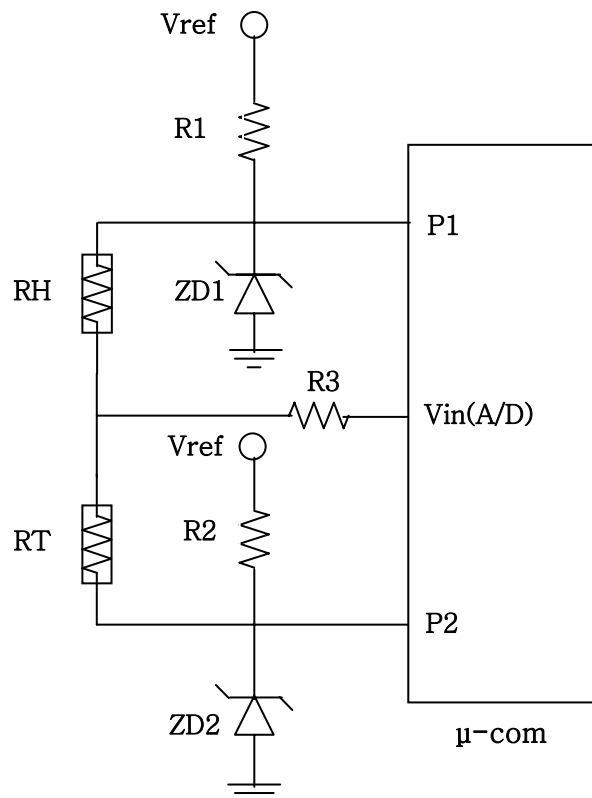 Vref
R1
P1
RH
ZD1
R3
Vin(A/D)
Vref
R2
RT
P2
ZD2
μ-com